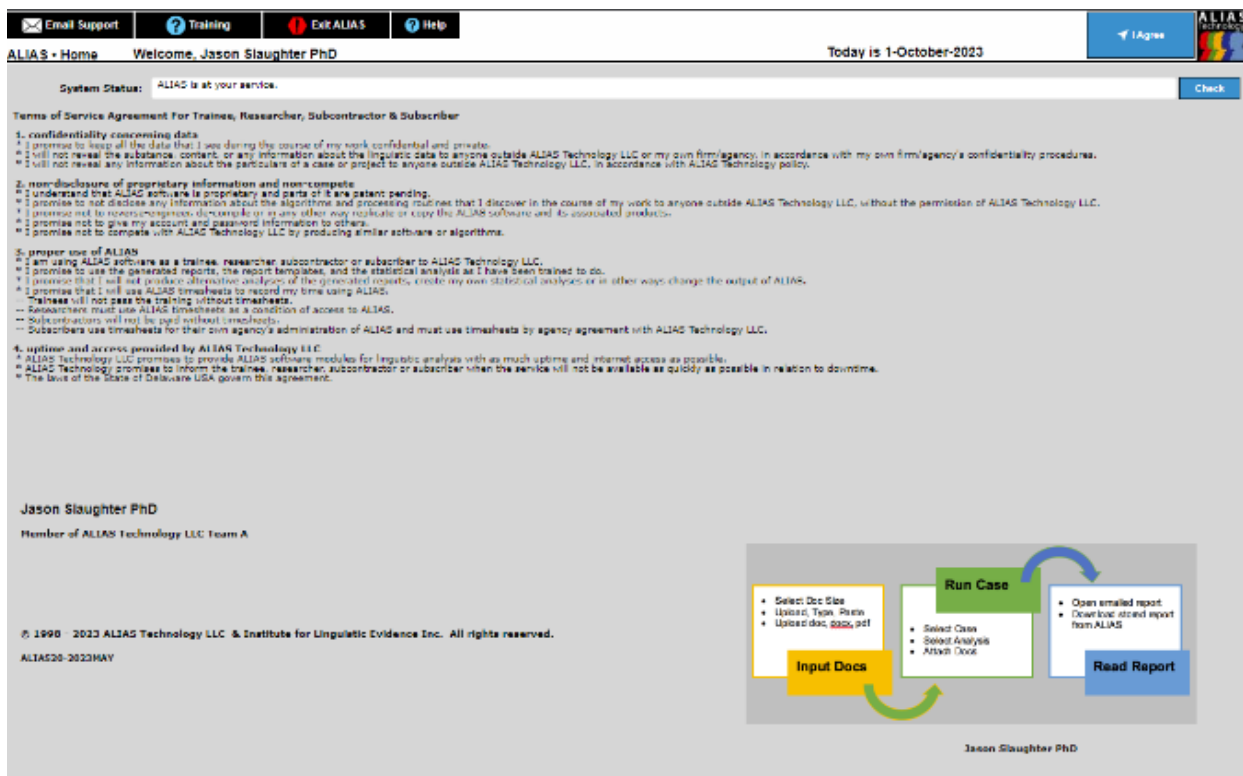 Email Support
Training
Exit ALIAS
Help
I Agree
ALIAS Technology
ALIAS • Home
Welcome, Jason Slaughter PhD
Today is 1-October-2023
System Status:
ALIAS is at your service.
Check
Terms of Service Agreement For Trainee, Researcher, Subcontractor & Subscriber
1. confidentiality concerning data
* I promise to keep all the data that I see during the course of my work confidential and private.
* I will not reveal the substance, content, or any information about the linguistic data to anyone outside ALIAS Technology LLC or my own firm/agency, in accordance with my own firm/agency's confidentiality procedures.
* I will not reveal any information about the particulars of a case or project to anyone outside ALIAS Technology LLC, in accordance with ALIAS Technology policy.
2. non-disclosure of proprietary information and non-compete
* I understand that ALIAS software is proprietary and parts of it are patent pending.
* I promise to not disclose any information about the algorithms and processing routines that I discover in the course of my work to anyone outside ALIAS Technology LLC, without the permission of ALIAS Technology LLC.
* I promise not to reverse-engineer, de-compile or in any other way replicate or copy the ALIAS software and its associated products.
* I promise not to give my account and password information to others.
* I promise not to compete with ALIAS Technology LLC by producing similar software or algorithms.
3. proper use of ALIAS
* I am using ALIAS software as a trainee, researcher, subcontractor or subscriber to ALIAS Technology LLC.
* I promise to use the generated reports, the report templates, and the statistical analysis as I have been trained to do.
* I promise that I will not produce alternative analyses of the generated reports, create my own statistical analyses or in other ways change the output of ALIAS.
* I promise that I will use ALIAS timesheets to record my time using ALIAS.
-- Trainees will not pass the training without timesheets.
-- Researchers must use ALIAS timesheets as a condition of access to ALIAS.
-- Subcontractors will not be paid without timesheets.
-- Subscribers use timesheets for their own agency's administration of ALIAS and must use timesheets by agency agreement with ALIAS Technology LLC.
4. uptime and access provided by ALIAS Technology LLC
* ALIAS Technology LLC promises to provide ALIAS software modules for linguistic analysis with as much uptime and internet access as possible.
* ALIAS Technology promises to inform the trainee, researcher, subcontractor or subscriber when the service will not be available as quickly as possible in relation to downtime.
* The laws of the State of Delaware USA govern this agreement.
Jason Slaughter PhD
Member of ALIAS Technology LLC Team A
© 1998 - 2023 ALIAS Technology LLC & Institute for Linguistic Evidence Inc. All rights reserved.
ALIAS20-2023MAY
• Select Doc Size
• Upload, Type, Paste
• Upload doc, docx, pdf
Input Docs
Run Case
• Select Case
• Select Analysis
• Attach Docs
• Open emailed report
• Download stored report
from ALIAS
Read Report
Jason Slaughter PhD